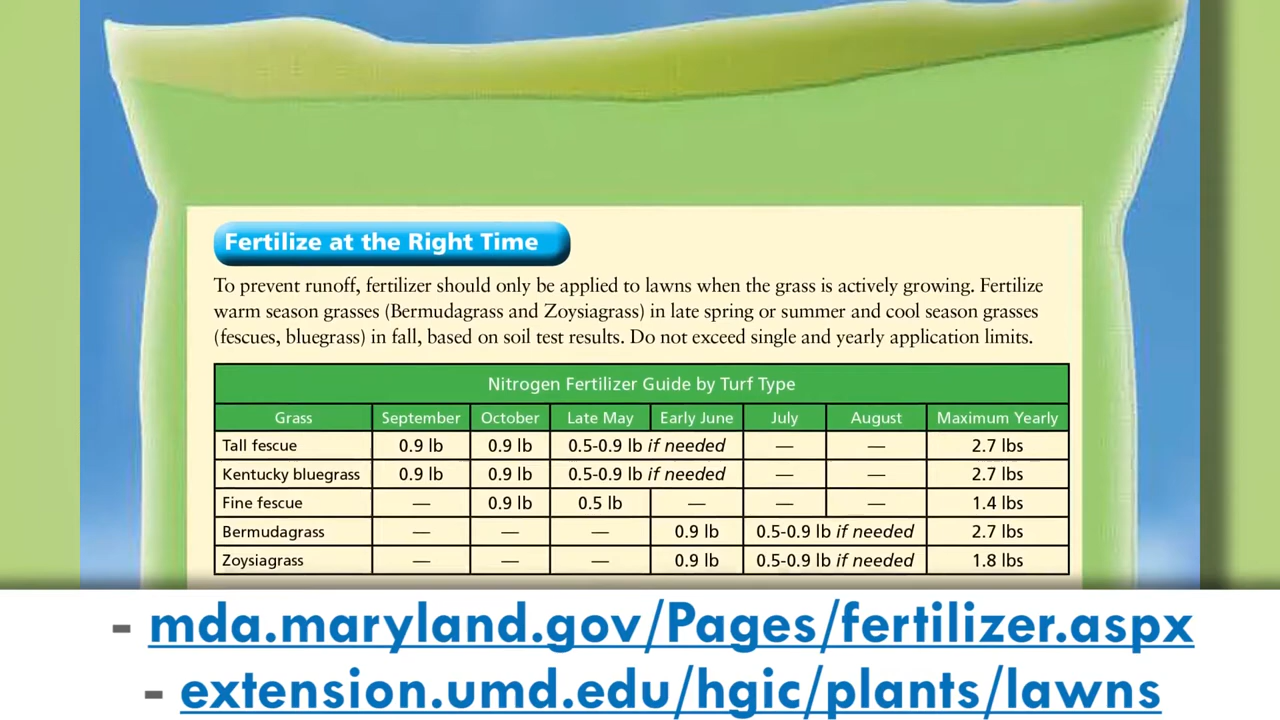 Fertilize at the Right Time
To prevent runoff, fertilizer should only be applied to lawns when the grass is actively growing. Fertilize
warm season grasses (Bermudagrass and Zoysiagrass) in late spring or summer and cool season grasses
(fescues, bluegrass) in fall, based on soil test results. Do not exceed single and yearly application limits.
Nitrogen Fertilizer Guide by Turf Type
Grass September October Late May Early June July August Maximum Yearly
Tall fescue 0.9 lb 0.9 lb 0.5-0.9 lb if needed — — 2.7 lbs
Kentucky bluegrass 0.9 lb 0.9 lb 0.5-0.9 lb if needed — — 2.7 lbs
Fine fescue — 0.9 lb 0.5 lb — — — 1.4 lbs
Bermudagrass — — — 0.9 lb 0.5-0.9 lb if needed 2.7 lbs
Zoysiagrass — — — 0.9 lb 0.5-0.9 lb if needed 1.8 lbs
- mda.maryland.gov/Pages/fertilizer.aspx
- extension.umd.edu/hgic/plants/lawns